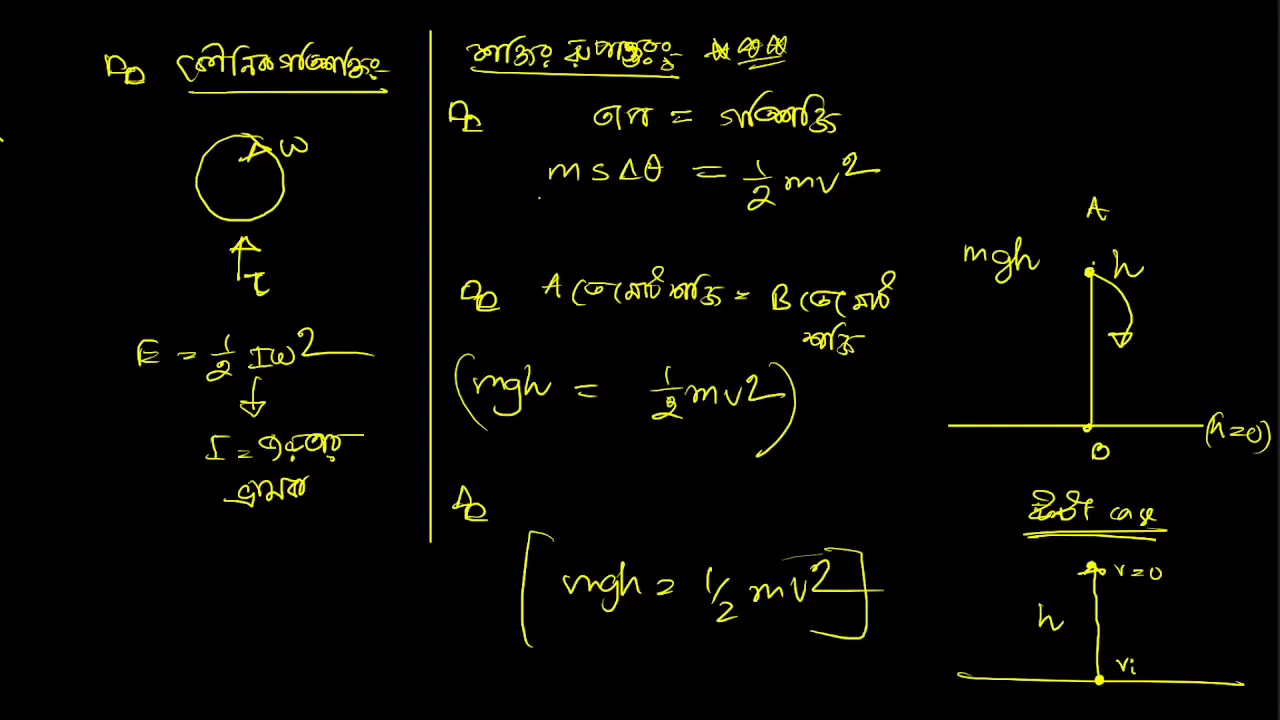 কৌনিক গতিশক্তির
ω
τ
E = 1/2 Iω²
I = জড়তার
ভ্রামক
শক্তির রূপান্তর
তাপ = গতিশক্তি
m s Δθ = 1/2 mv²
A তে মোট শক্তি = B তে মোট
শক্তি
(mgh = 1/2 mv²)
[mgh = 1/2 mv²]
A
mgh
h
(h=0)
B
case
v=0
h
vi